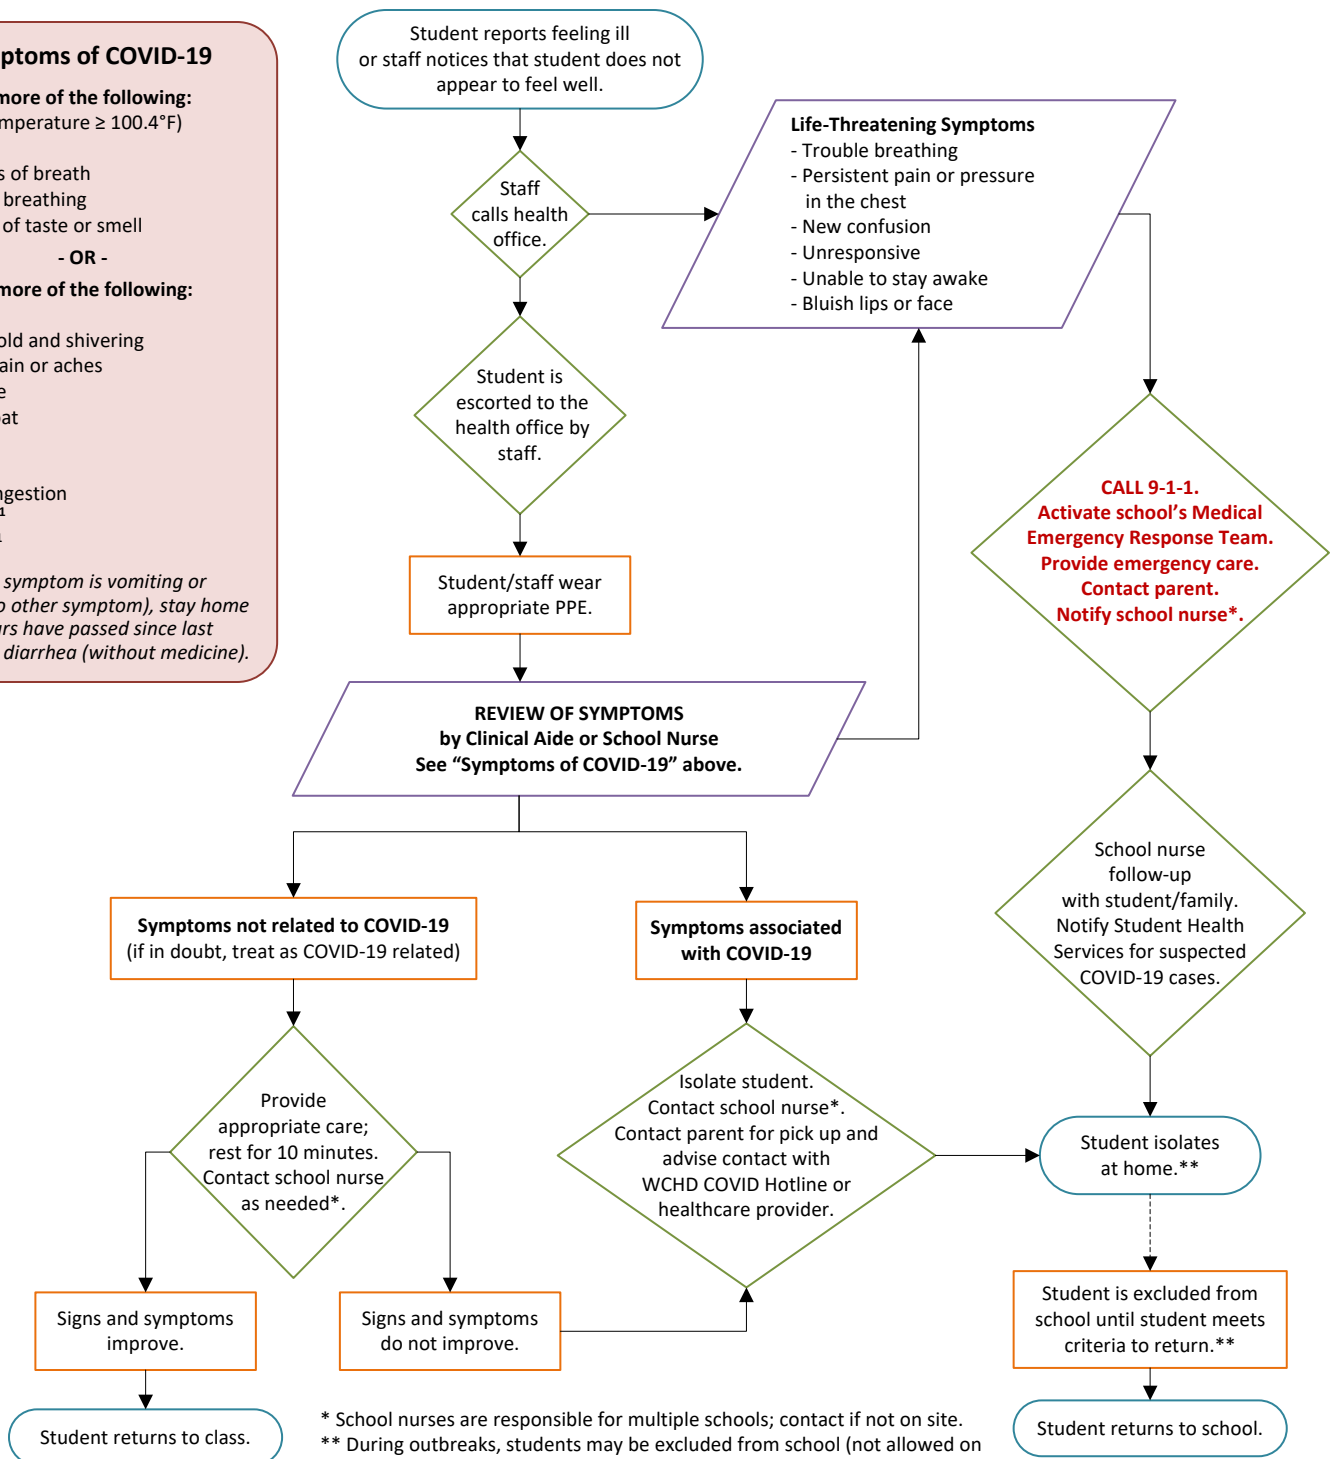 ptoms of COVID-19
more of the following:
mperature ≥ 100.4°F)
s of breath
breathing
of taste or smell
- OR -
more of the following:
old and shivering
ain or aches
e
oat
ngestion
1
a
symptom is vomiting or
o other symptom), stay home
urs have passed since last
diarrhea (without medicine).
Student reports feeling ill
or staff notices that student does not
appear to feel well.
Staff
calls health
office.
Life-Threatening Symptoms
- Trouble breathing
- Persistent pain or pressure
in the chest
- New confusion
- Unresponsive
- Unable to stay awake
- Bluish lips or face
Student is
escorted to the
health office by
staff.
CALL 9-1-1.
Activate school’s Medical
Emergency Response Team.
Provide emergency care.
Contact parent.
Notify school nurse*.
Student/staff wear
appropriate PPE.
REVIEW OF SYMPTOMS
by Clinical Aide or School Nurse
See “Symptoms of COVID-19” above.
School nurse
follow-up
with student/family.
Notify Student Health
Services for suspected
COVID-19 cases.
Symptoms not related to COVID-19
(if in doubt, treat as COVID-19 related)
Symptoms associated
with COVID-19
Provide
appropriate care;
rest for 10 minutes.
Contact school nurse
as needed*.
Isolate student.
Contact school nurse*.
Contact parent for pick up and
advise contact with
WCHD COVID Hotline or
healthcare provider.
Student isolates
at home.**
Signs and symptoms
improve.
Signs and symptoms
do not improve.
Student is excluded from
school until student meets
criteria to return.**
Student returns to class.
Student returns to school.
* School nurses are responsible for multiple schools; contact if not on site.
** During outbreaks, students may be excluded from school (not allowed on